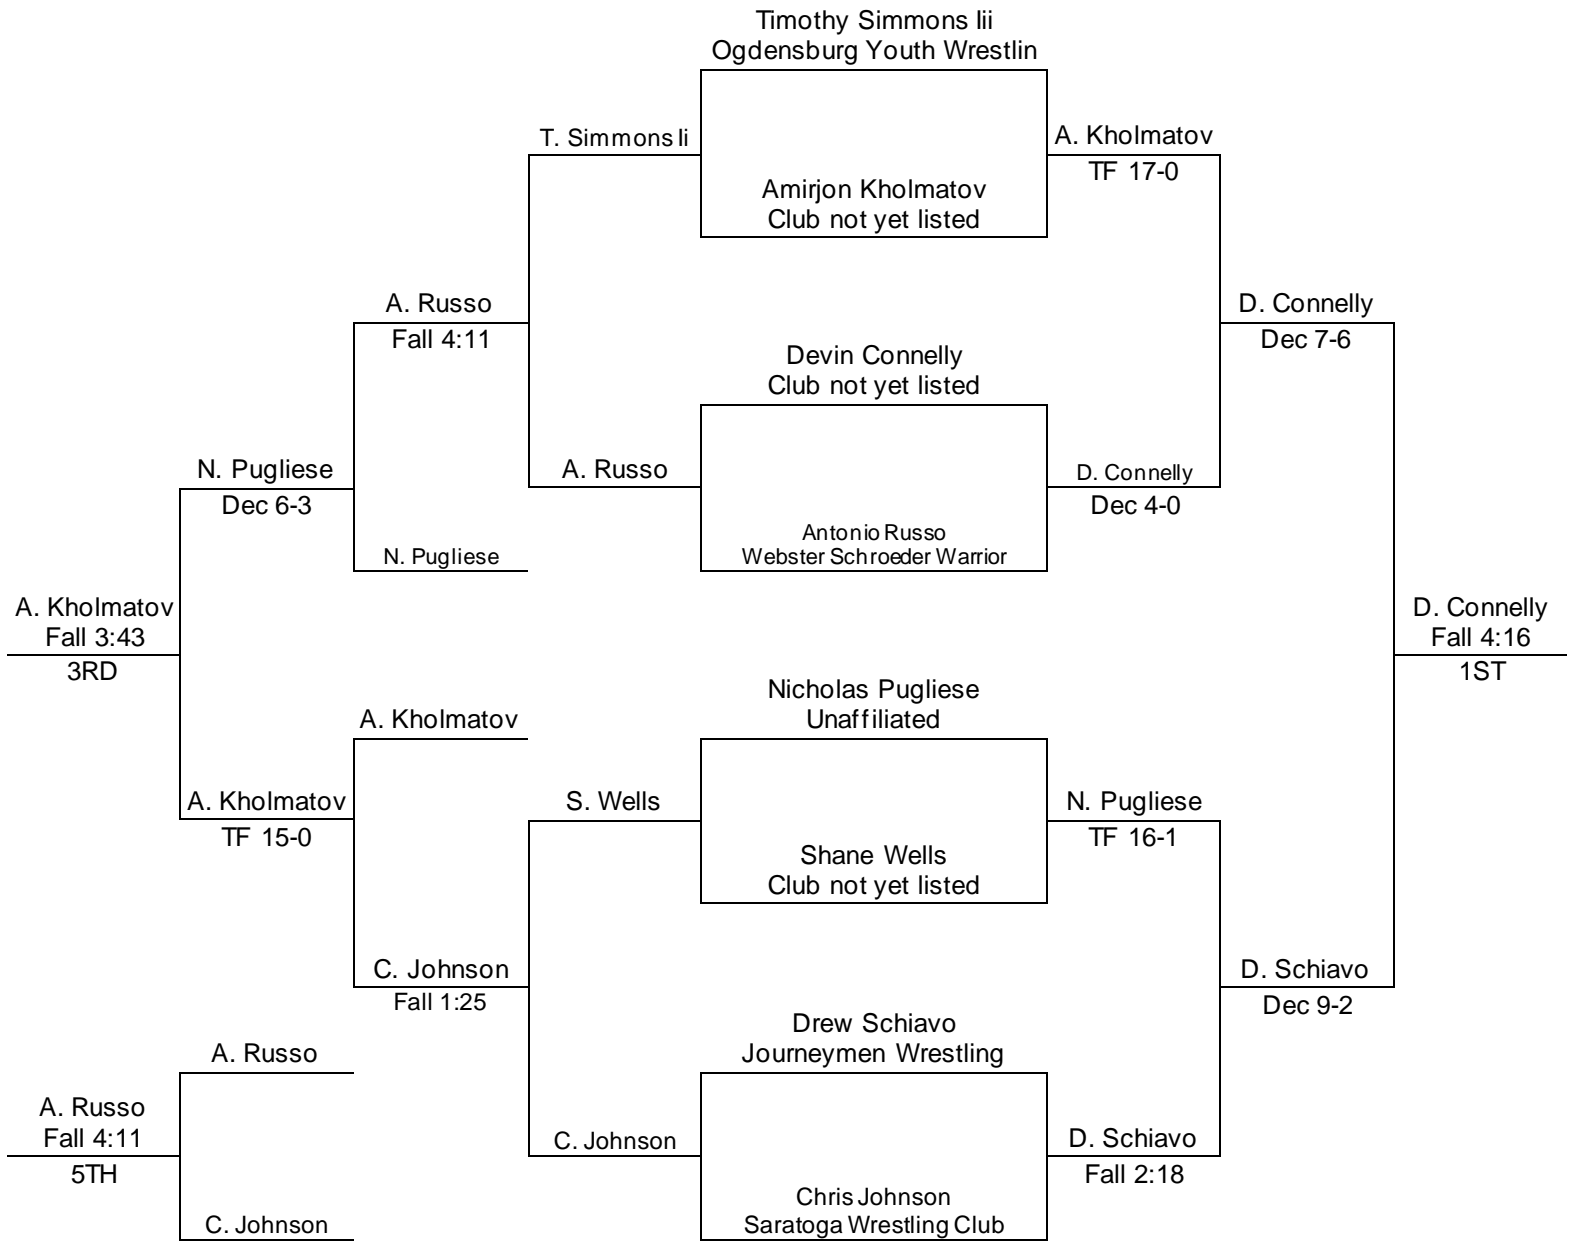 Timothy Simmons Iii
Ogdensburg Youth Wrestlin
T. Simmons Ii
A. Kholmatov
TF 17-0
Amirjon Kholmatov
Club not yet listed
A. Russo
Fall 4:11
D. Connelly
Dec 7-6
Devin Connelly
Club not yet listed
N. Pugliese
Dec 6-3
A. Russo
D. Connelly
Dec 4-0
Antonio Russo
Webster Schroeder Warrior
N. Pugliese
A. Kholmatov
Fall 3:43
3RD
D. Connelly
Fall 4:16
1ST
Nicholas Pugliese
Unaffiliated
A. Kholmatov
A. Kholmatov
TF 15-0
S. Wells
N. Pugliese
TF 16-1
Shane Wells
Club not yet listed
C. Johnson
Fall 1:25
D. Schiavo
Dec 9-2
Drew Schiavo
Journeymen Wrestling
A. Russo
A. Russo
Fall 4:11
5TH
C. Johnson
D. Schiavo
Fall 2:18
Chris Johnson
Saratoga Wrestling Club
C. Johnson